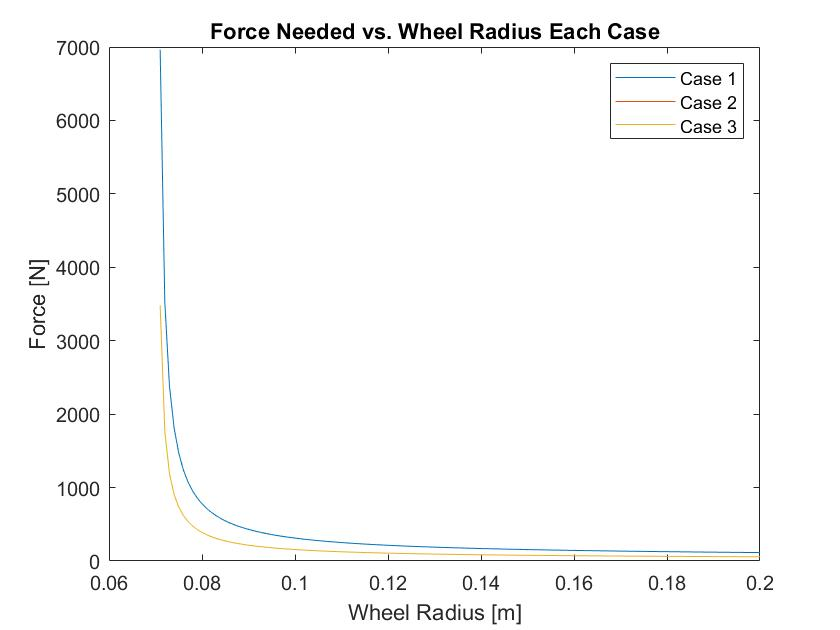 Force Needed vs. Wheel Radius Each Case
7000
6000
5000
4000
3000
2000
1000
0
Force [N]
Case 1
Case 2
Case 3
0.06 0.08 0.1 0.12 0.14 0.16 0.18 0.2
Wheel Radius [m]